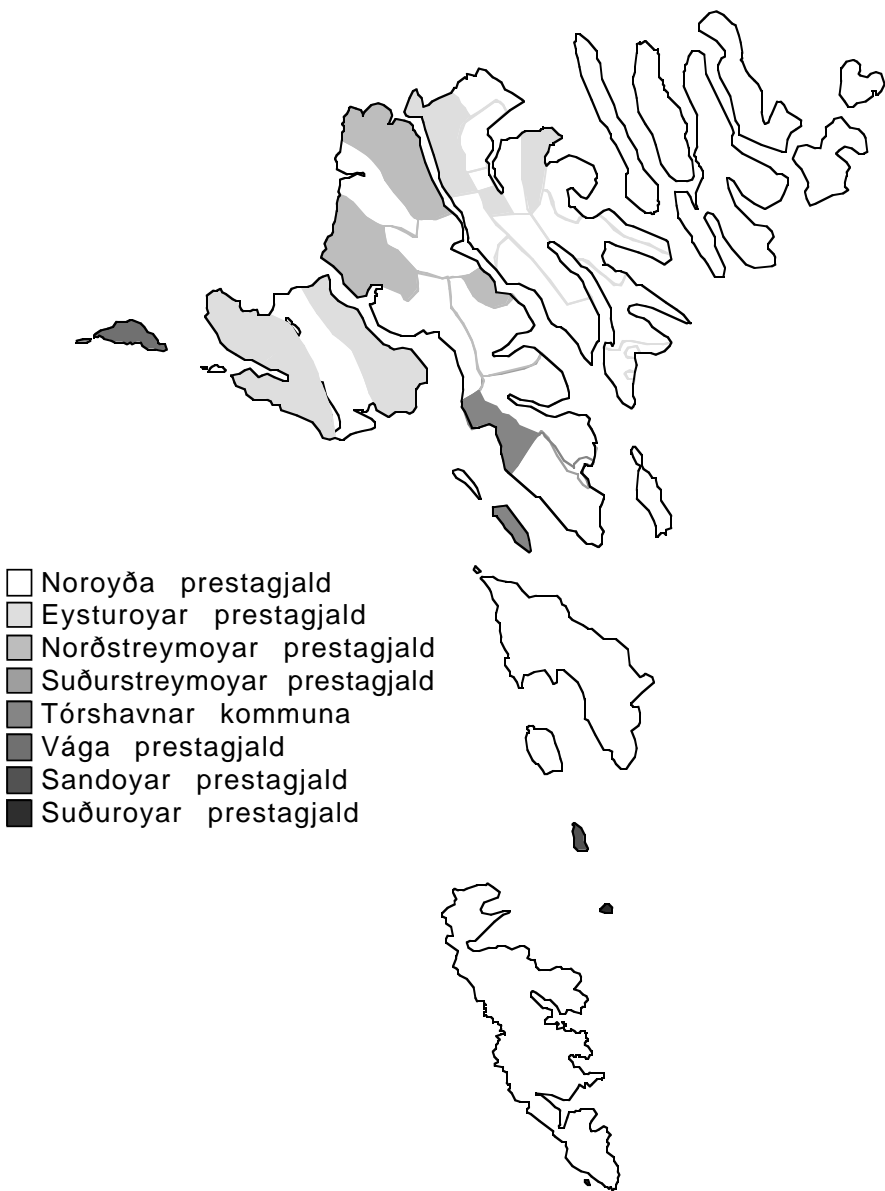 Noroyða prestagjald
Eysturoyar prestagjald
Norðstreymoyar prestagjald
Suðurstreymoyar prestagjald
Tórshavnar kommuna
Vága prestagjald
Sandoyar prestagjald
Suðuroyar prestagjald